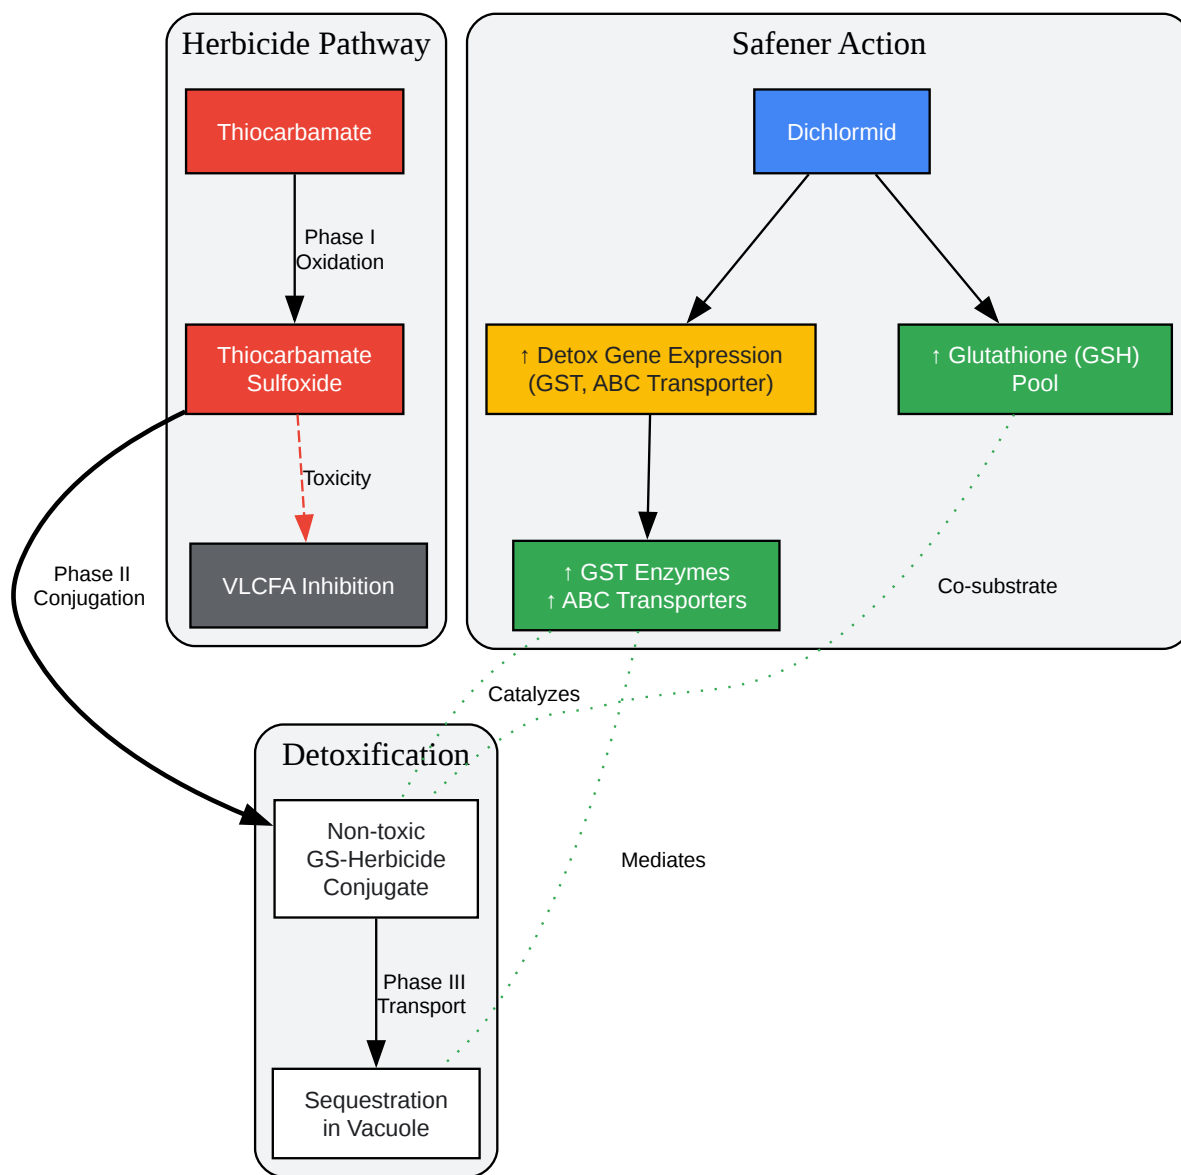 Herbicide Pathway
Thiocarbamate
Phase I
Oxidation
Thiocarbamate
Sulfoxide
Toxicity
VLCFA Inhibition
Phase II
Conjugation
Safener Action
Dichlormid
↑ Detox Gene Expression
(GST, ABC Transporter)
↑ Glutathione (GSH)
Pool
↑ GST Enzymes
↑ ABC Transporters
Co-substrate
Catalyzes
Mediates
Detoxification
Non-toxic
GS-Herbicide
Conjugate
Phase III
Transport
Sequestration
in Vacuole